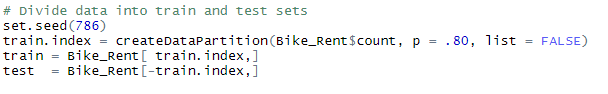 # Divide data into train and test sets
set.seed(786)
train.index = createDataPartition(Bike_Rent$count, p = .80, list = FALSE)
train = Bike_Rent[ train.index,]
test  = Bike_Rent[-train.index,]